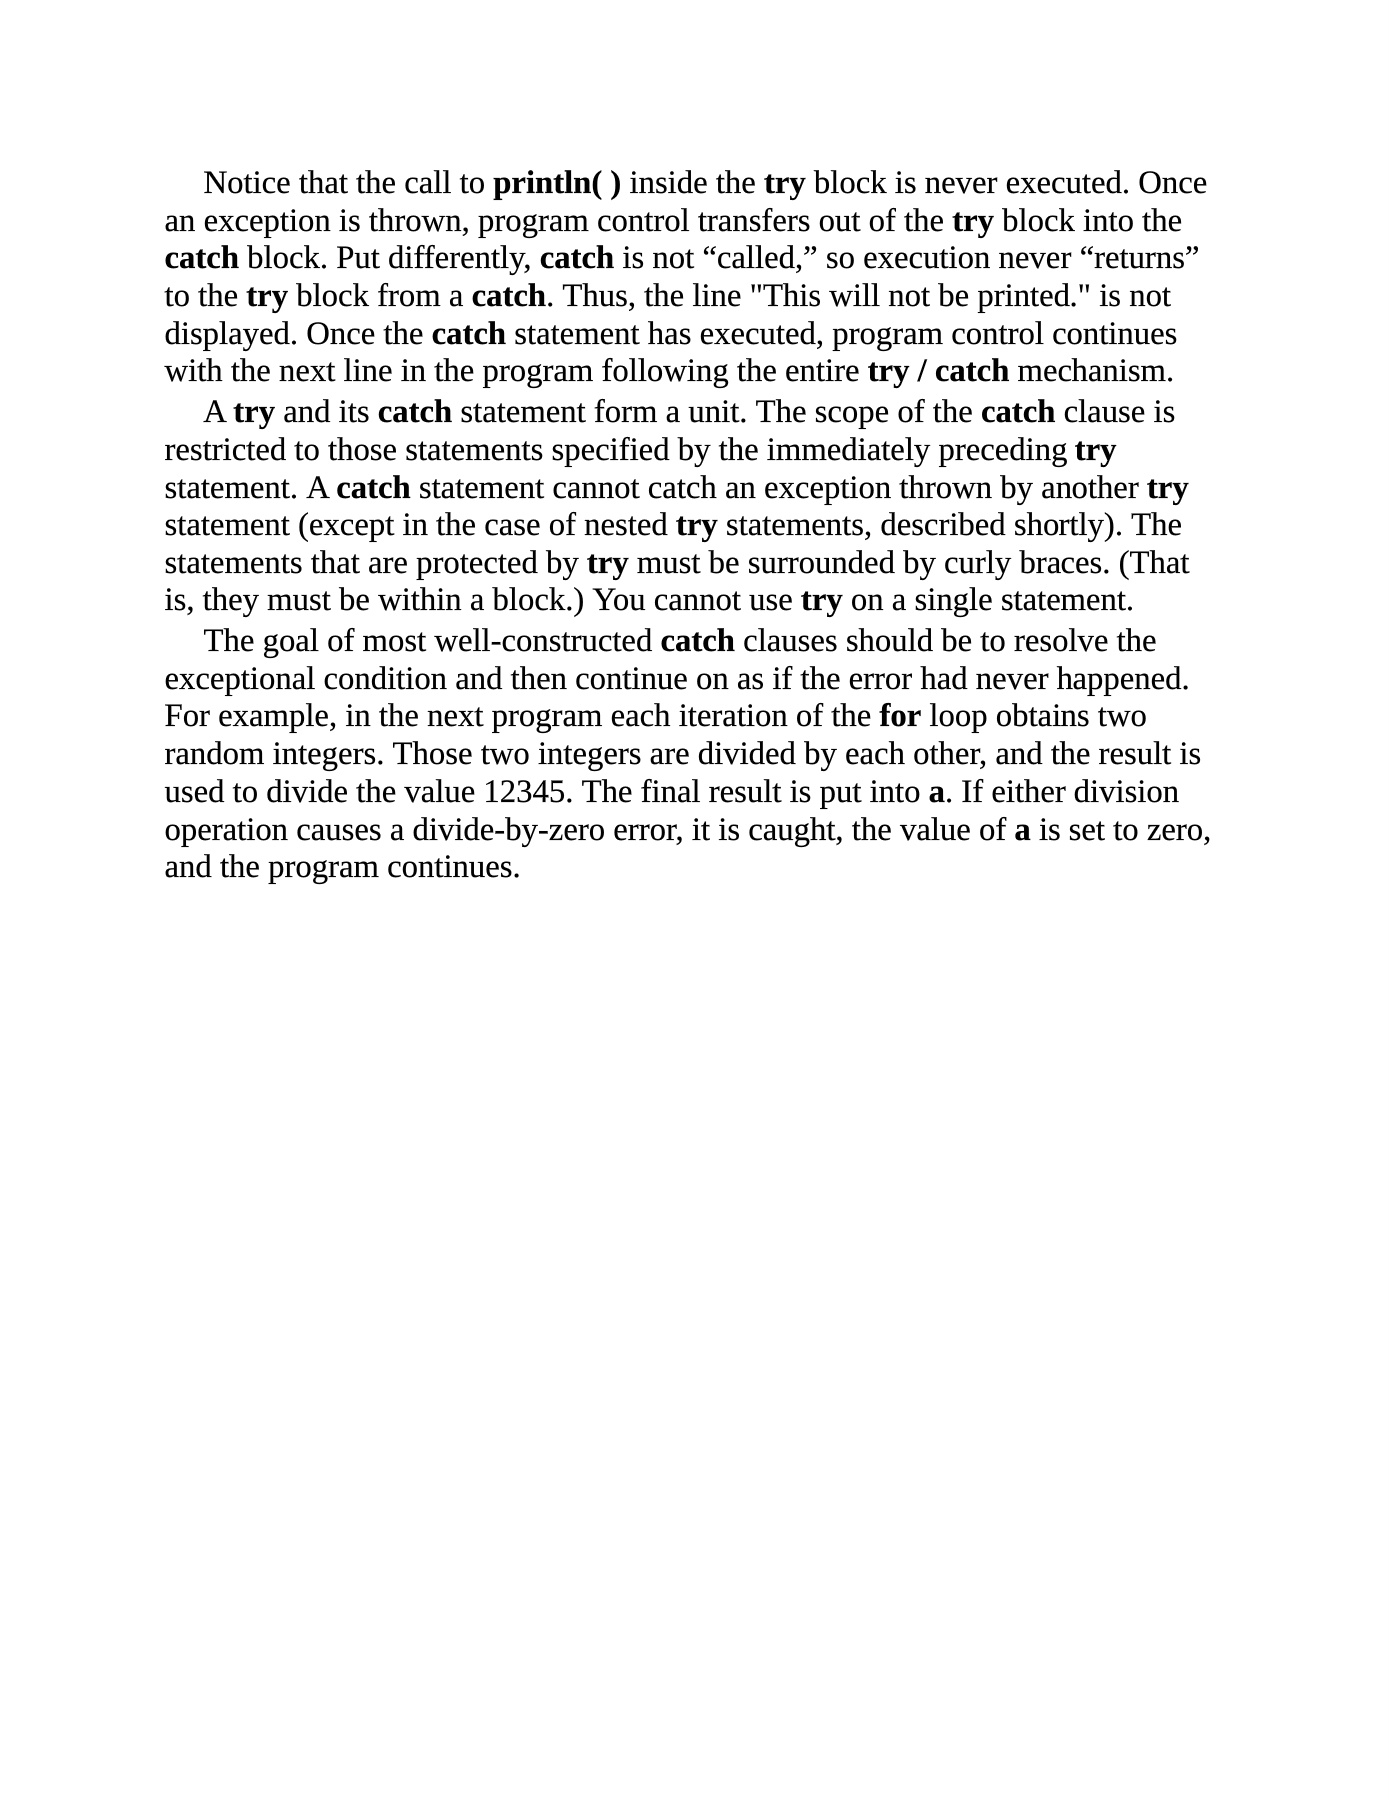 Notice that the call to println( ) inside the try block is never executed. Once
an exception is thrown, program control transfers out of the try block into the
catch block. Put differently, catch is not “called,” so execution never “returns”
to the try block from a catch. Thus, the line "This will not be printed." is not
displayed. Once the catch statement has executed, program control continues
with the next line in the program following the entire try / catch mechanism.
A try and its catch statement form a unit. The scope of the catch clause is
restricted to those statements specified by the immediately preceding try
statement. A catch statement cannot catch an exception thrown by another try
statement (except in the case of nested try statements, described shortly). The
statements that are protected by try must be surrounded by curly braces. (That
is, they must be within a block.) You cannot use try on a single statement.
The goal of most well-constructed catch clauses should be to resolve the
exceptional condition and then continue on as if the error had never happened.
For example, in the next program each iteration of the for loop obtains two
random integers. Those two integers are divided by each other, and the result is
used to divide the value 12345. The final result is put into a. If either division
operation causes a divide-by-zero error, it is caught, the value of a is set to zero,
and the program continues.